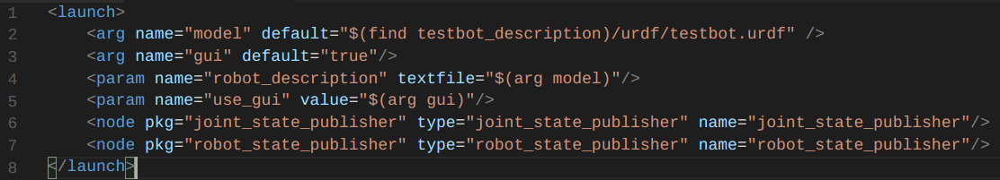 1 <launch>
2 <arg name="model" default="$(find testbot_description)/urdf/testbot.urdf" />
3 <arg name="gui" default="true"/>
4 <param name="robot_description" textfile="$(arg model)"/>
5 <param name="use_gui" value="$(arg gui)"/>
6 <node pkg="joint_state_publisher" type="joint_state_publisher" name="joint_state_publisher"/>
7 <node pkg="robot_state_publisher" type="robot_state_publisher" name="robot_state_publisher"/>
8 </launch>